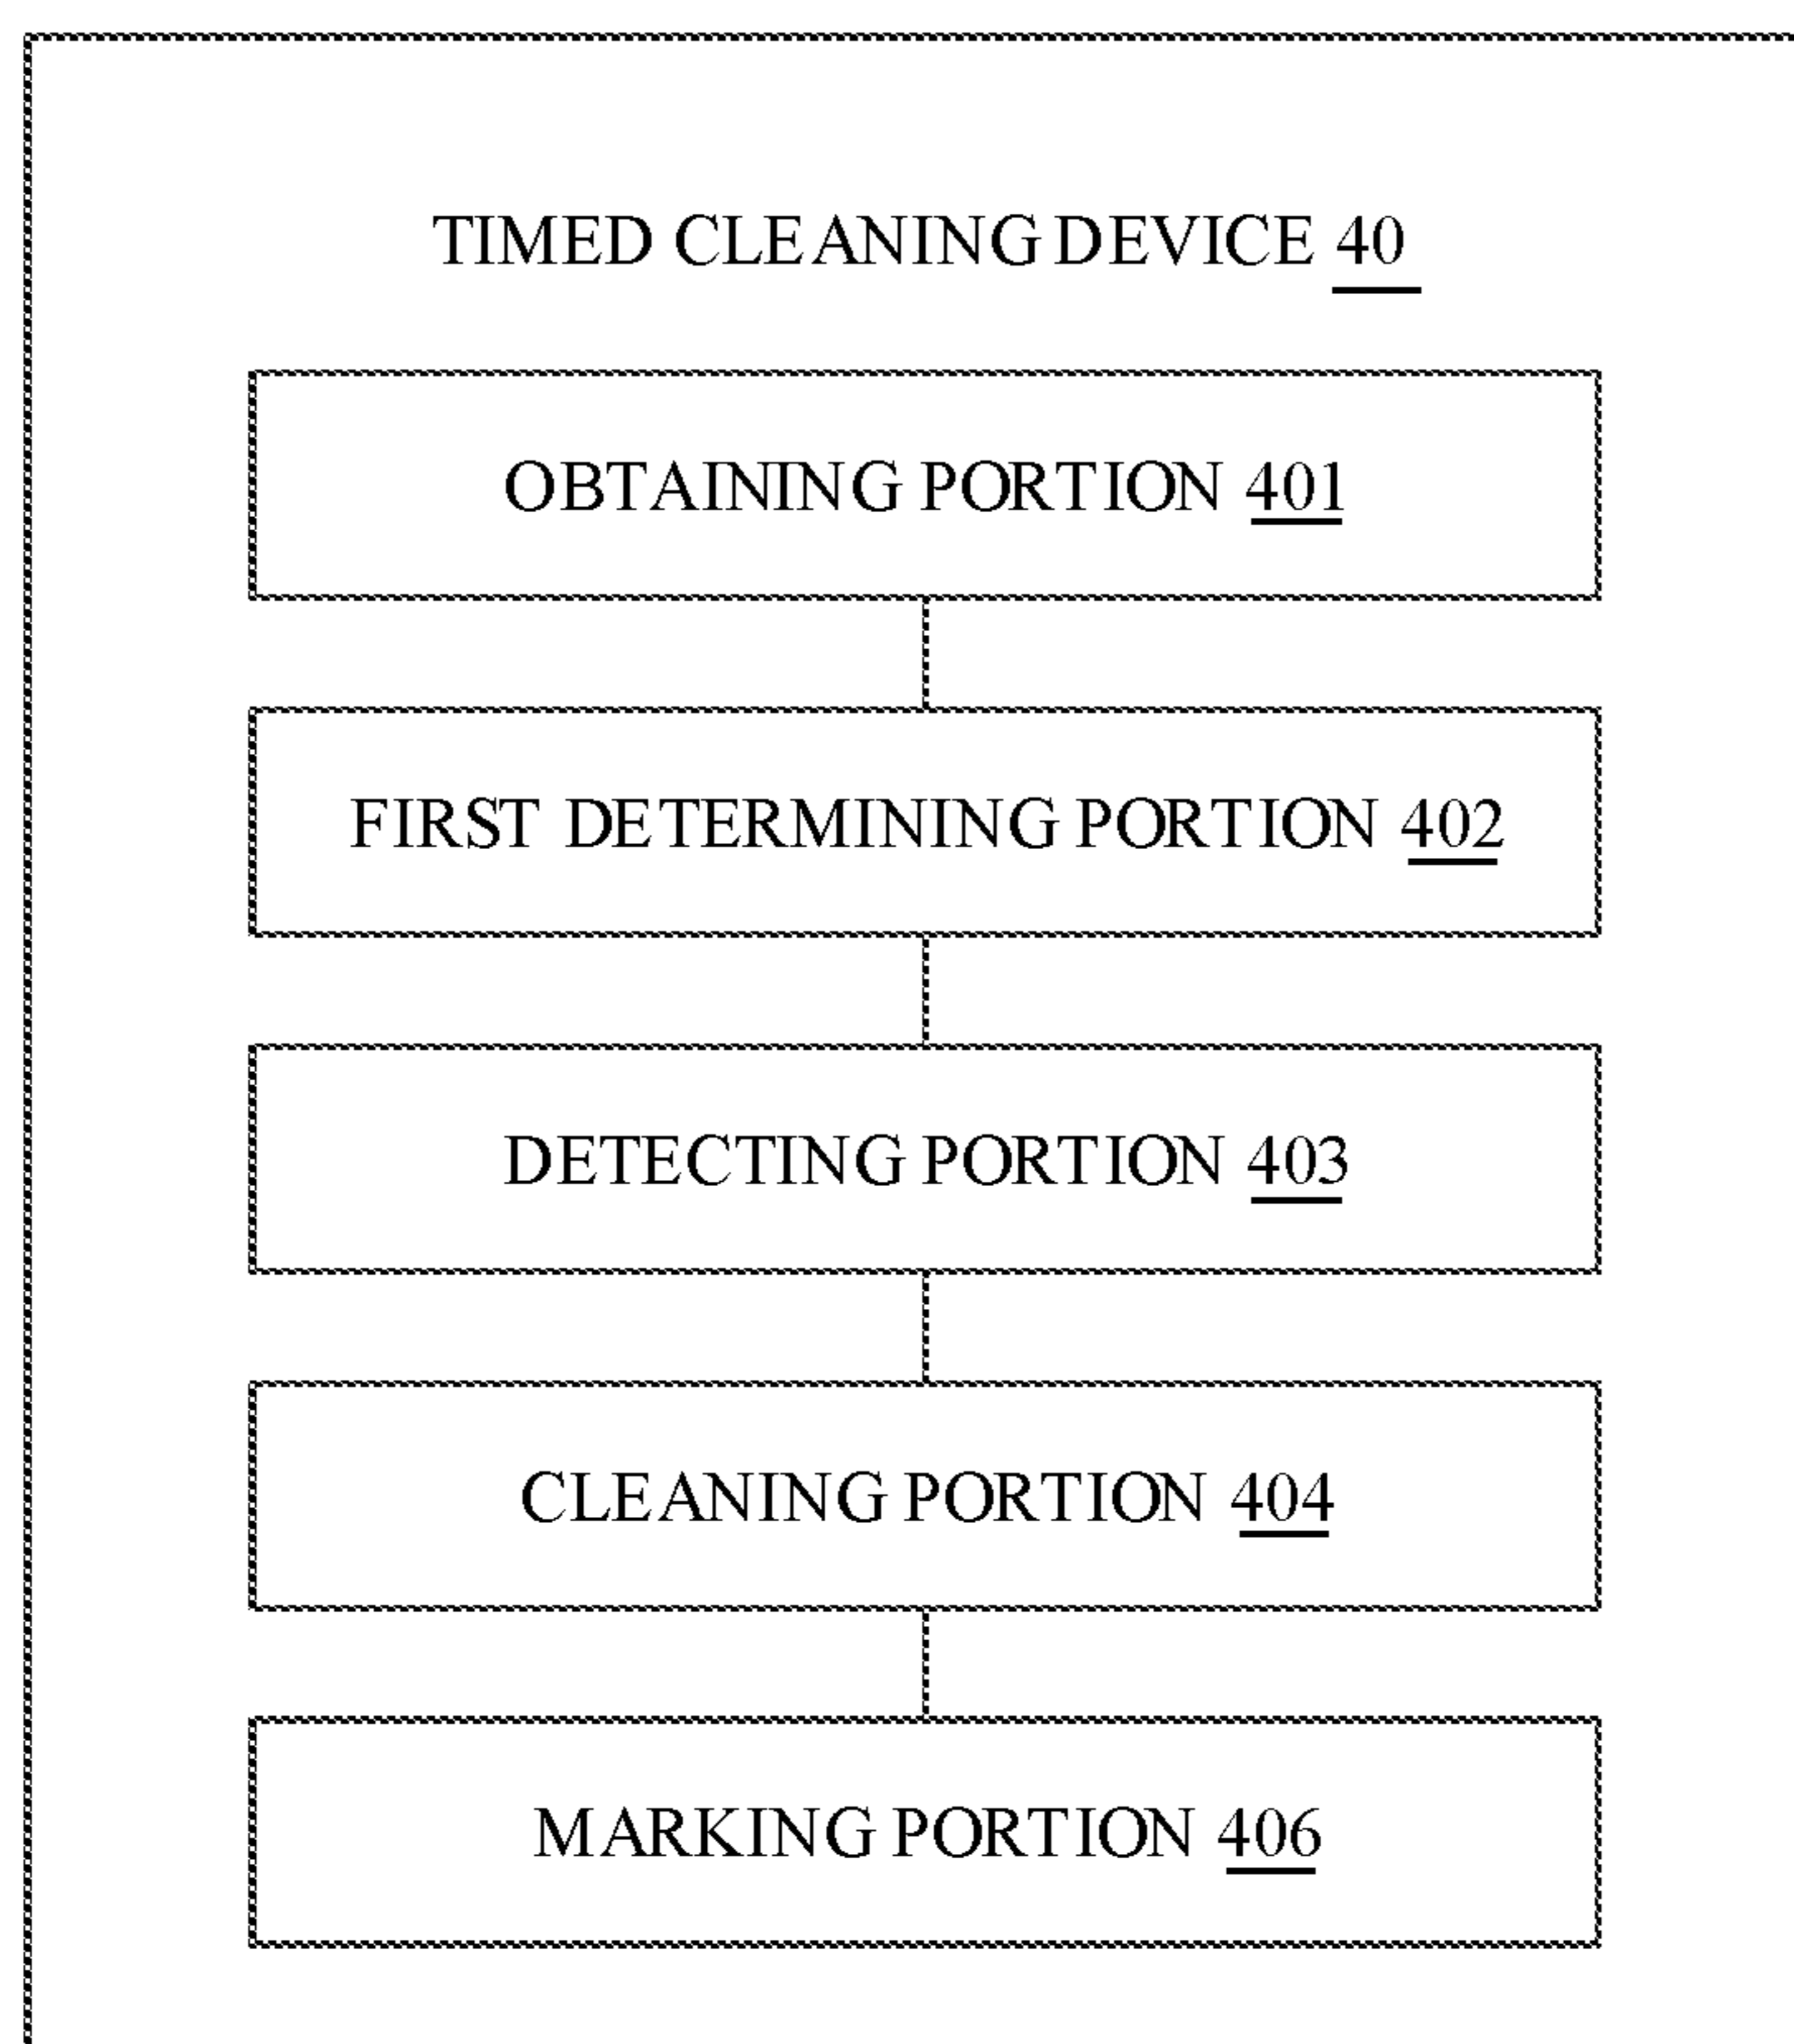 TIMED CLEANING DEVICE 40
OBTAINING PORTION 401
FIRST DETERMINING PORTION 402
DETECTING PORTION 403
CLEANING PORTION 404
MARKING PORTION 406